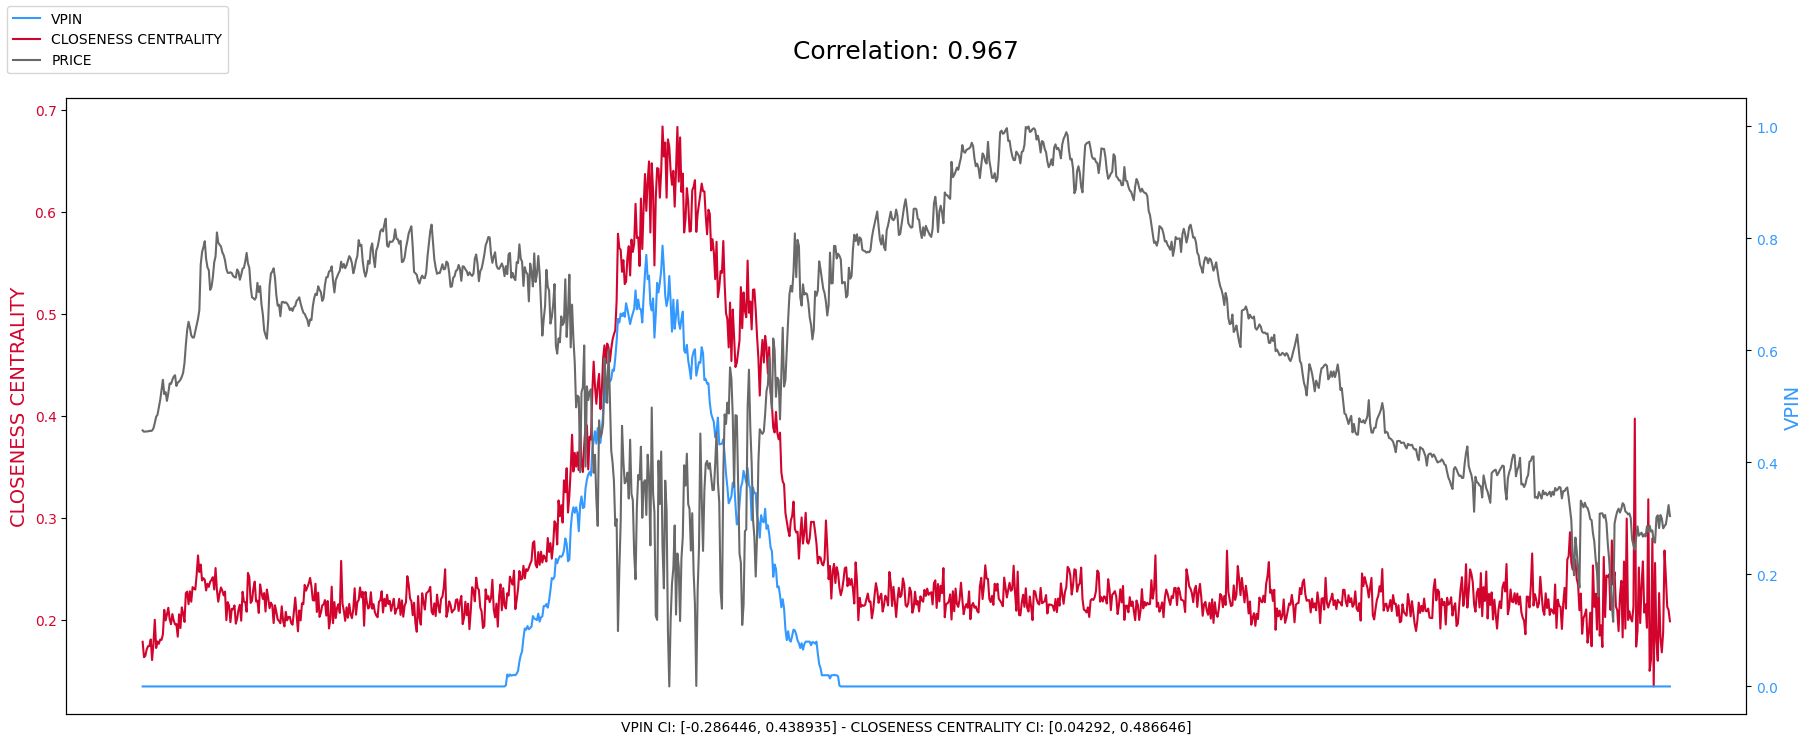 VPIN
CLOSENESS CENTRALITY
PRICE
Correlation: 0.967
0.7
0.6
0.5
0.4
0.3
0.2
CLOSENESS CENTRALITY
1.0
0.8
0.6
0.4
0.2
0.0
VPIN
VPIN CI: [-0.286446, 0.438935] - CLOSENESS CENTRALITY CI: [0.04292, 0.486646]